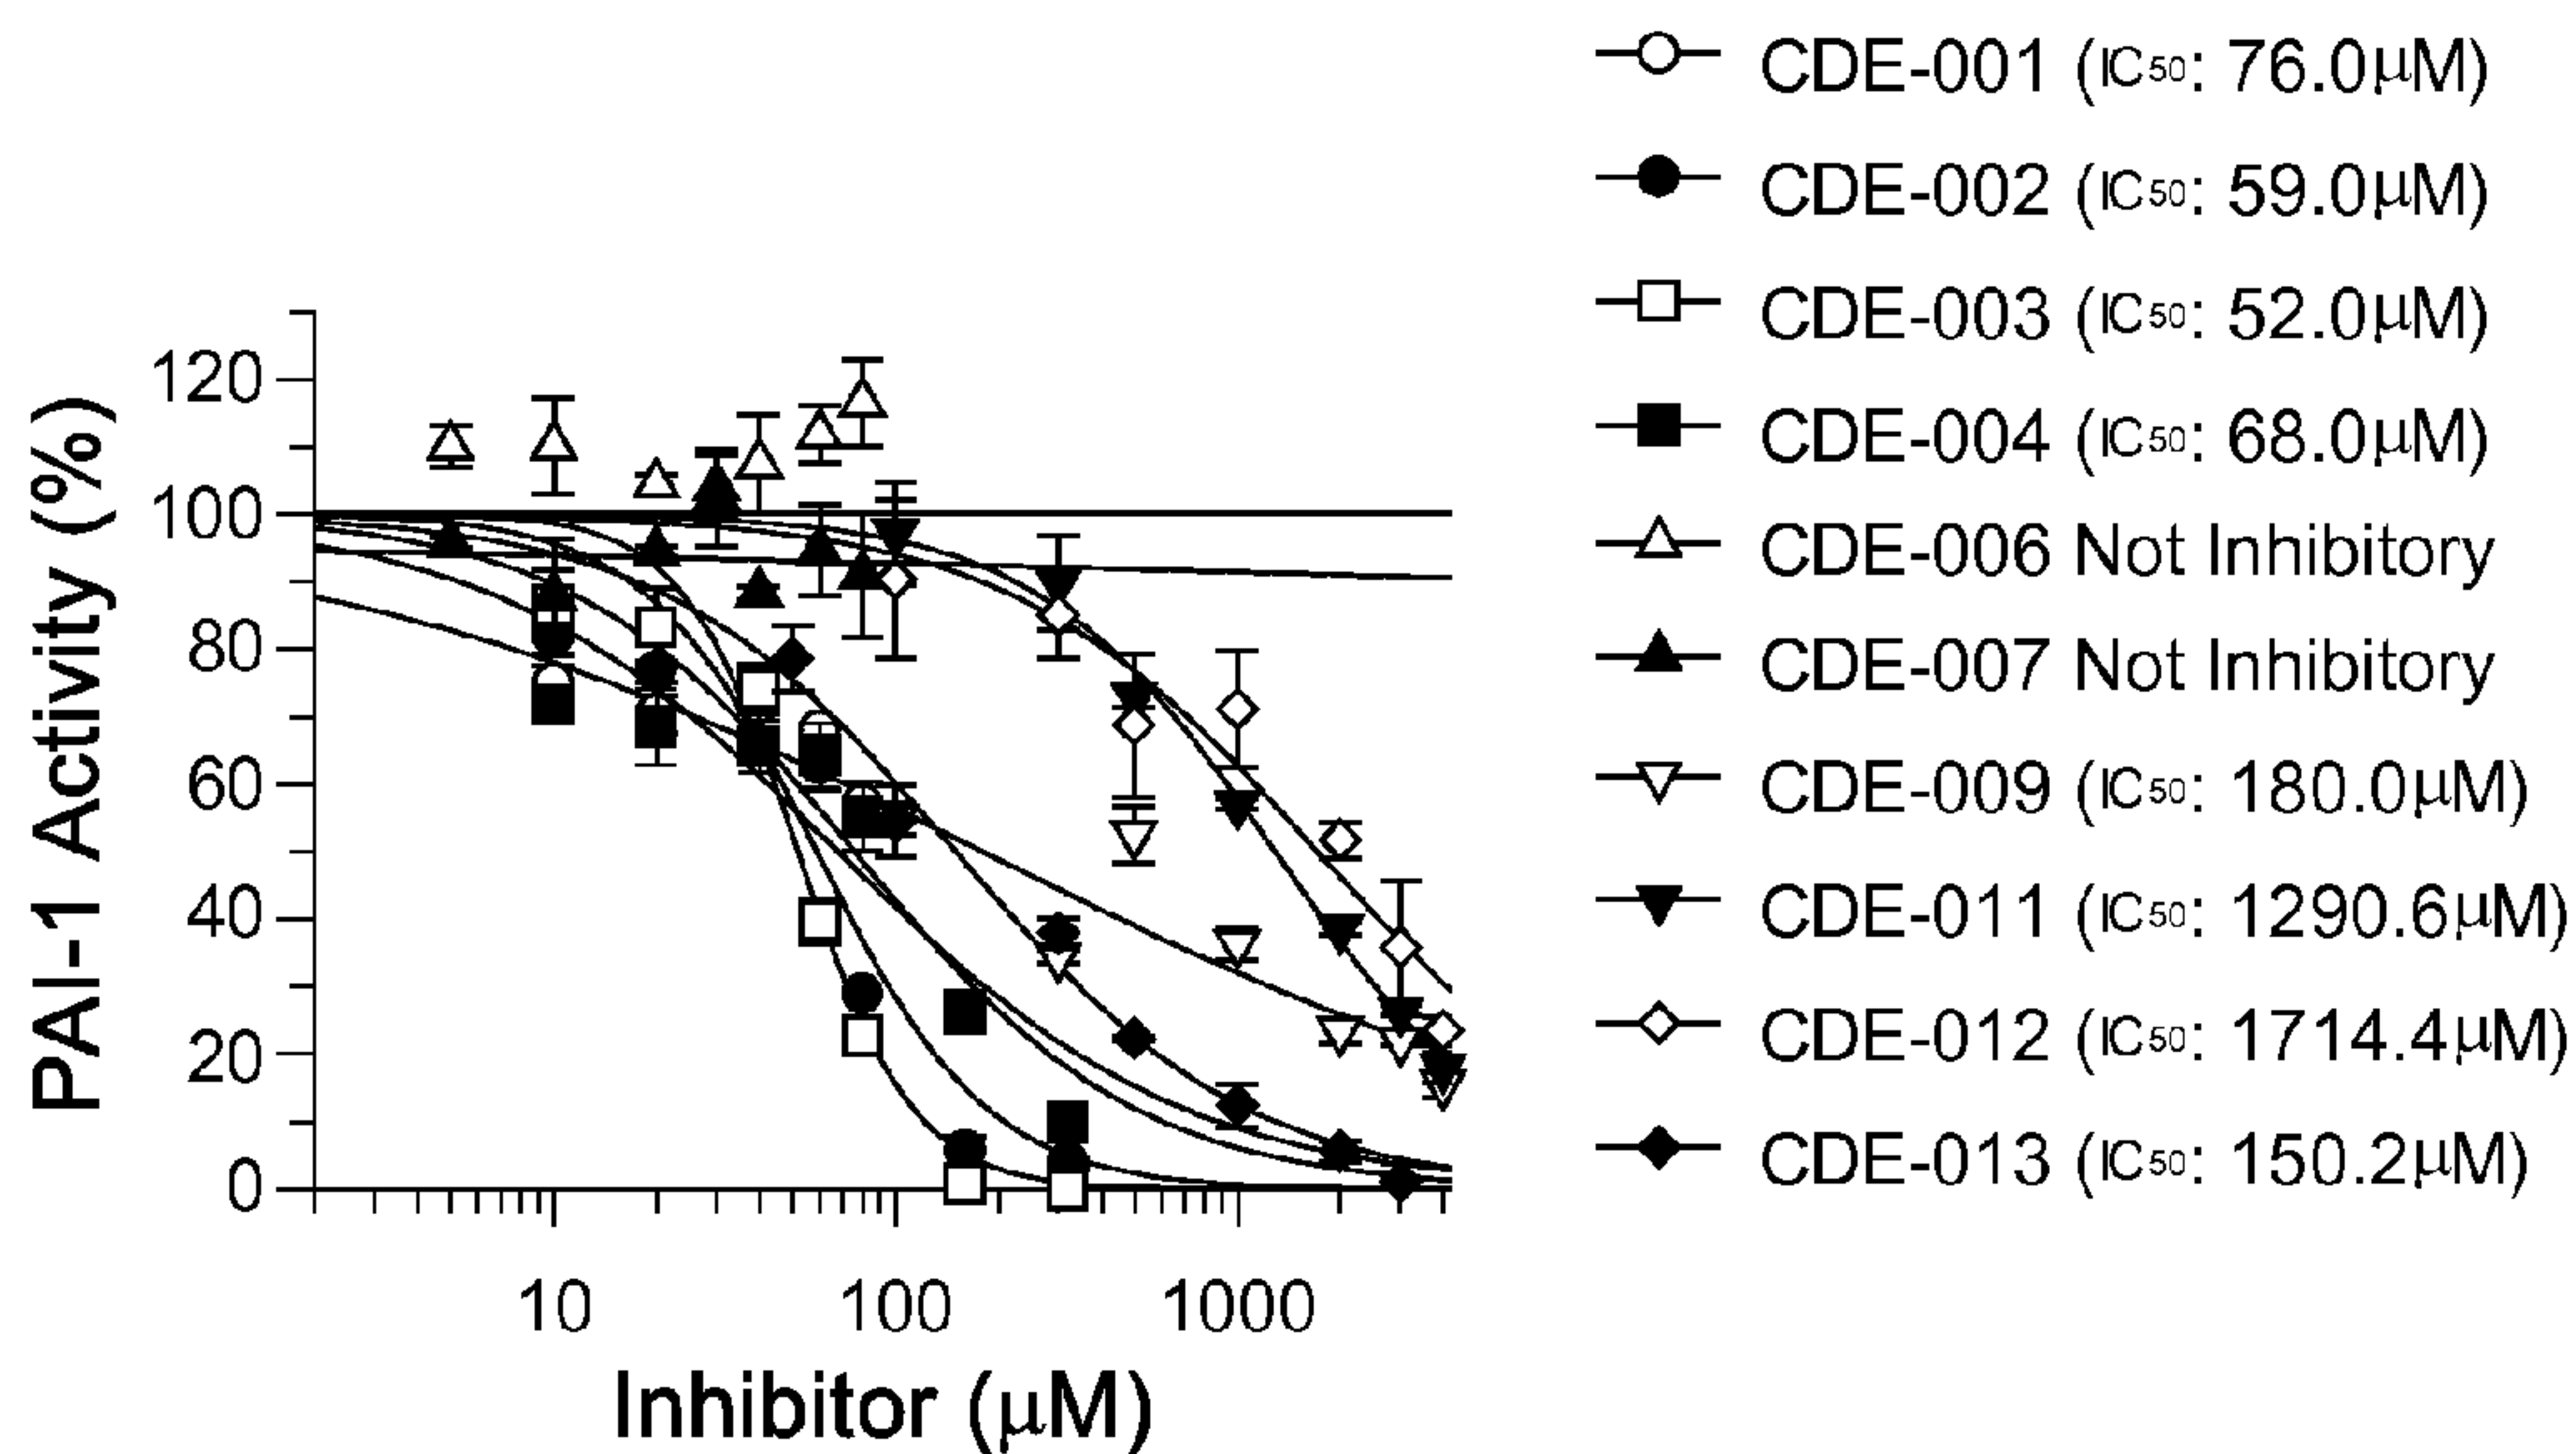 CDE-001 (IC50: 76.0μM)
CDE-002 (IC50: 59.0μM)
CDE-003 (IC50: 52.0μM)
CDE-004 (IC50: 68.0μM)
CDE-006 Not Inhibitory
CDE-007 Not Inhibitory
CDE-009 (IC50: 180.0μM)
CDE-011 (IC50: 1290.6μM)
CDE-012 (IC50: 1714.4μM)
CDE-013 (IC50: 150.2μM)
PAI-1 Activity (%)
120
100
80
60
40
20
0
10 100 1000
Inhibitor (μM)